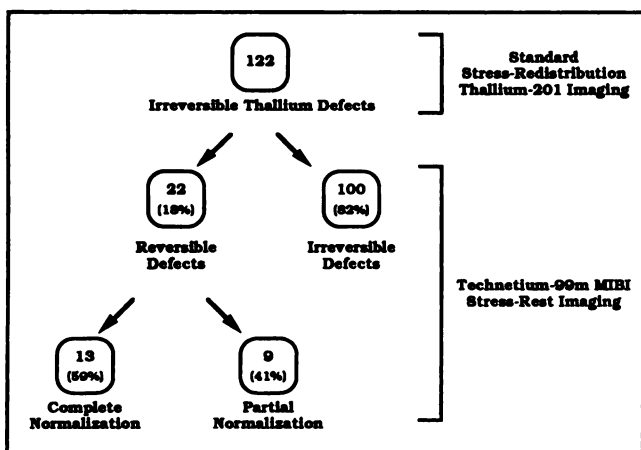 122
Irreversible Thallium Defects
Standard
Stress-Redistribution
Thallium-201 Imaging
22
(18%)
Reversible
Defects
100
(82%)
Irreversible
Defects
Technetium-99m MIBI
Stress-Rest Imaging
13
(59%)
Complete
Normalization
9
(41%)
Partial
Normalization